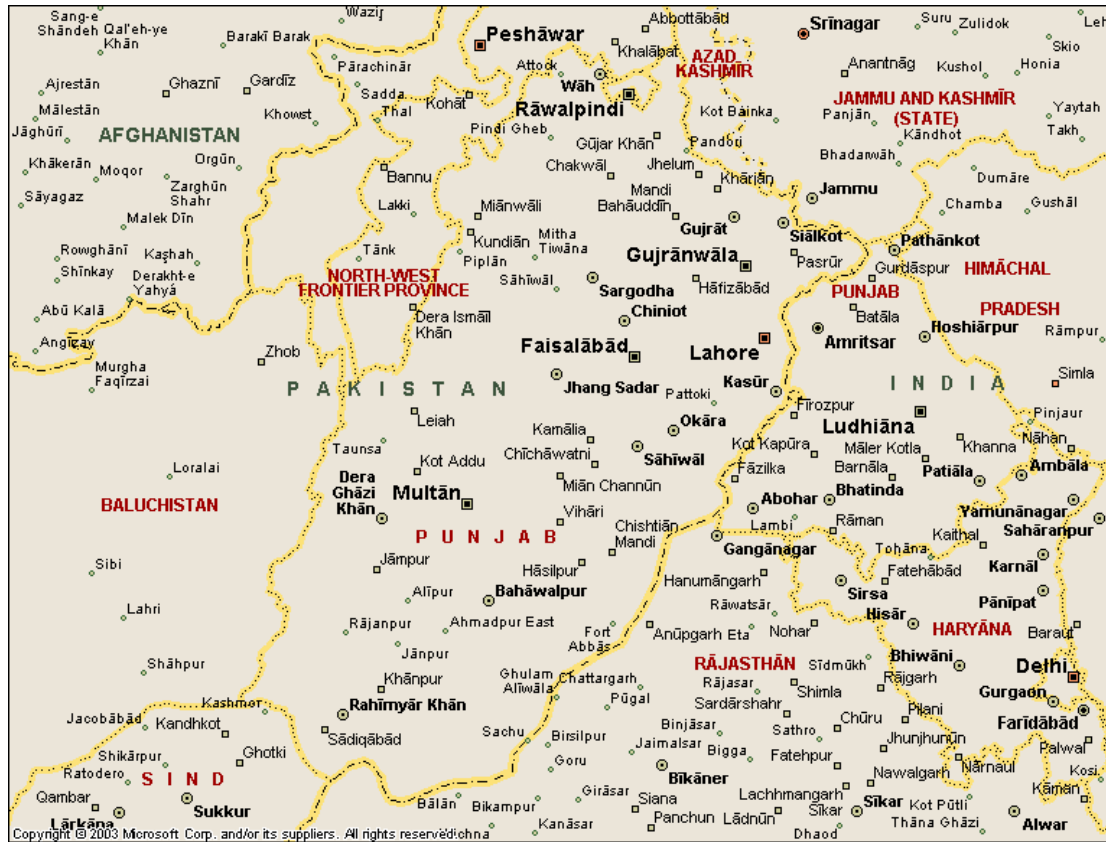 Sang-e
Shāndeh
Qal'eh-ye
Khān
Wazīṟ
Barakī Barak
Peshāwar
Abbottābād
Khalābat
Srīnagar
Suru
Zulidok
Leh
Skio
Honia
Kushol
Anantnāg
AZAD
KASHMĪR
Attock
Wāh
Rāwalpindi
Pārachinār
Sadda
Kohāt
Thal
Ajrestān
Ghaznī
Gardīz
Khowst
Mālestān
Jāghūrī
AFGHANISTAN
Pindi Gheb
Gūjar Khān
Kot Bainka
Pandori
JAMMU AND KASHMĪR
(STATE)
Panjān
Kāndhot
Yaytah
Takh
Bhadarwāh
Dumāre
Khākerān
Moqor
Orgūn
Zarghūn
Shahr
Sāyagaz
Malek Dīn
Bannu
Lakki
Chakwāl
Jhelum
Khāriān
Mandi
Bahāuddīn
Jammu
Chamba
Gushāl
Miānwāli
Kundiān
Mitha
Tiwāna
Piplān
Gujrāt
Siālkot
Pathānkot
Rowghānī
Shīnkay
Kaşhah
Derakht-e
Yahyá
Tānk
NORTH-WEST
FRONTIER PROVINCE
Sāhīwāl
Gujrānwāla
Pasrūr
Gurdāspur
HIMĀCHAL
PRADESH
Sargodha
Hāfizābād
PUNJAB
Batāla
Abū Kalā
Angīzay
Dera Ismāīl
Khān
Chiniot
Faisalābād
Lahore
Amritsar
Hoshiārpur
Rāmpur
Zhob
Murgha
Faqīrzai
PAKISTAN
Jhang Sadar
Kasūr
INDIA
Simla
Pattoki
Fīrozpur
Ludhiāna
Pinjaur
Leiah
Okāra
Kot Kapūra
Māler Kotla
Khanna
Nāhan
Taunsa
Kamālia
Sāhīwāl
Loralai
Kot Addu
Chīchāwatni
Fāzilka
Barnāla
Patiāla
Ambāla
BALUCHISTAN
Dera
Ghāzi
Khān
Multān
Miān Channūn
Abohar
Bhatinda
Yamunānagar
Sahāranpur
Vihāri
Lambi
Rāman
Kaithal
PUNJAB
Chishtiān
Mandi
Gangānagar
Tohāna
Karnāl
Sibi
Jāmpur
Hāsilpur
Hanumāngarh
Fatehābād
Sirsa
Pānīpat
Lahri
Alīpur
Bahāwalpur
Rāwatsār
Hisār
HARYĀNA
Rājanpur
Ahmadpur East
Fort
Abbās
Anūpgarh Eta
Nohar
Baraut
Jānpur
RĀJASTHĀN
Sīdmūkh
Bhiwāni
Delhi
Shāhpur
Khānpur
Ghulam
Alīwāla
Chattargarh
Rājasar
Shimla
Rājgarh
Gurgaon
Kashmor
Rahīmyār Khān
Pūgal
Sardārshahr
Pilani
Farīdābād
Jacobābād
Kandhkot
Sādiqābād
Sachu
Birsilpur
Binjāsar
Sathro
Chūru
Palwal
Shikārpur
Ghotki
Jaimalsar
Bigga
Fatehpur
Jhunjhunūn
Ratodero
SIND
Goru
Bīkāner
Nawalgarh
Nārnaul
Kosi
Qambar
Lārkāna
Sukkur
Bālān
Bikampur
Girāsar
Siana
Lachhmangarh
Sīkar
Sīkar
Kot Pūtli
Kāman
Kanāsar
Panchun
Lādnūn
Dhaod
Thāna Ghāzi
Alwar
Copyright © 2003 Microsoft Corp. and/or its suppliers. All rights reserved.